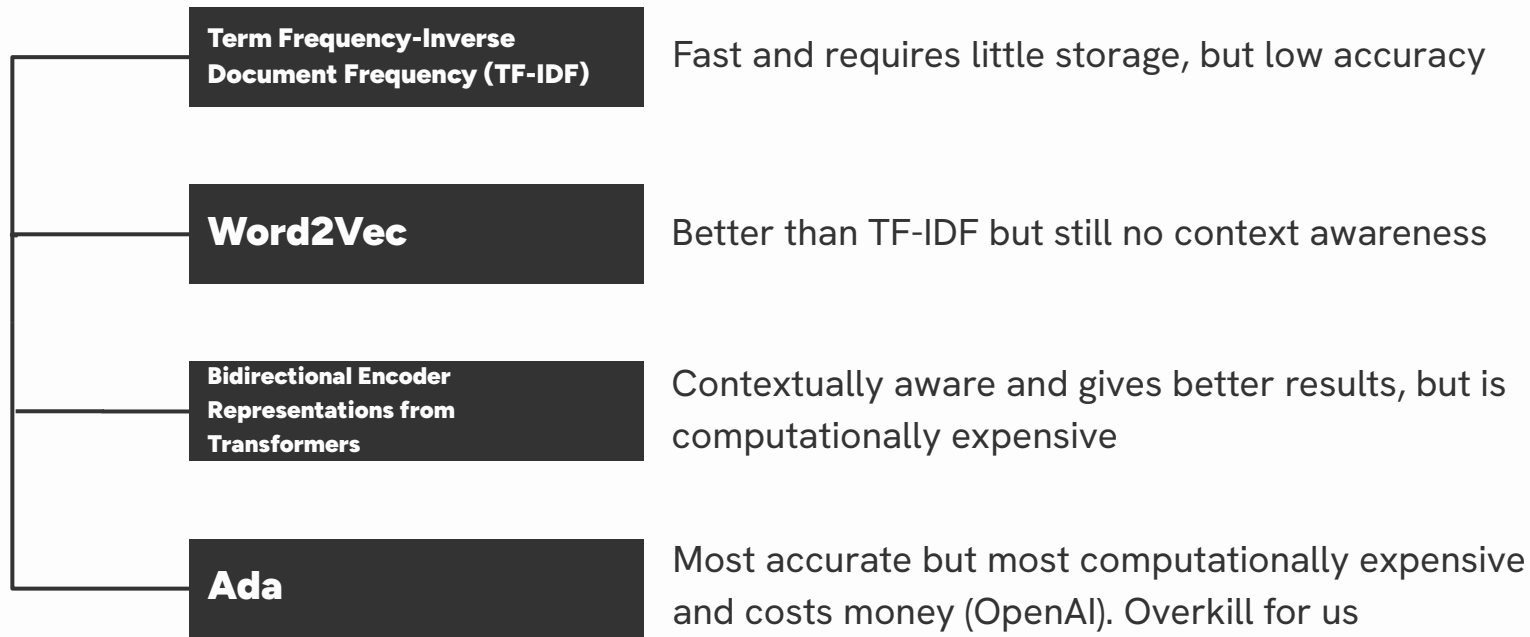 Term Frequency-Inverse
Document Frequency (TF-IDF)
Fast and requires little storage, but low accuracy
Word2Vec
Better than TF-IDF but still no context awareness
Bidirectional Encoder
Representations from
Transformers
Contextually aware and gives better results, but is
computationally expensive
Ada
Most accurate but most computationally expensive
and costs money (OpenAI). Overkill for us